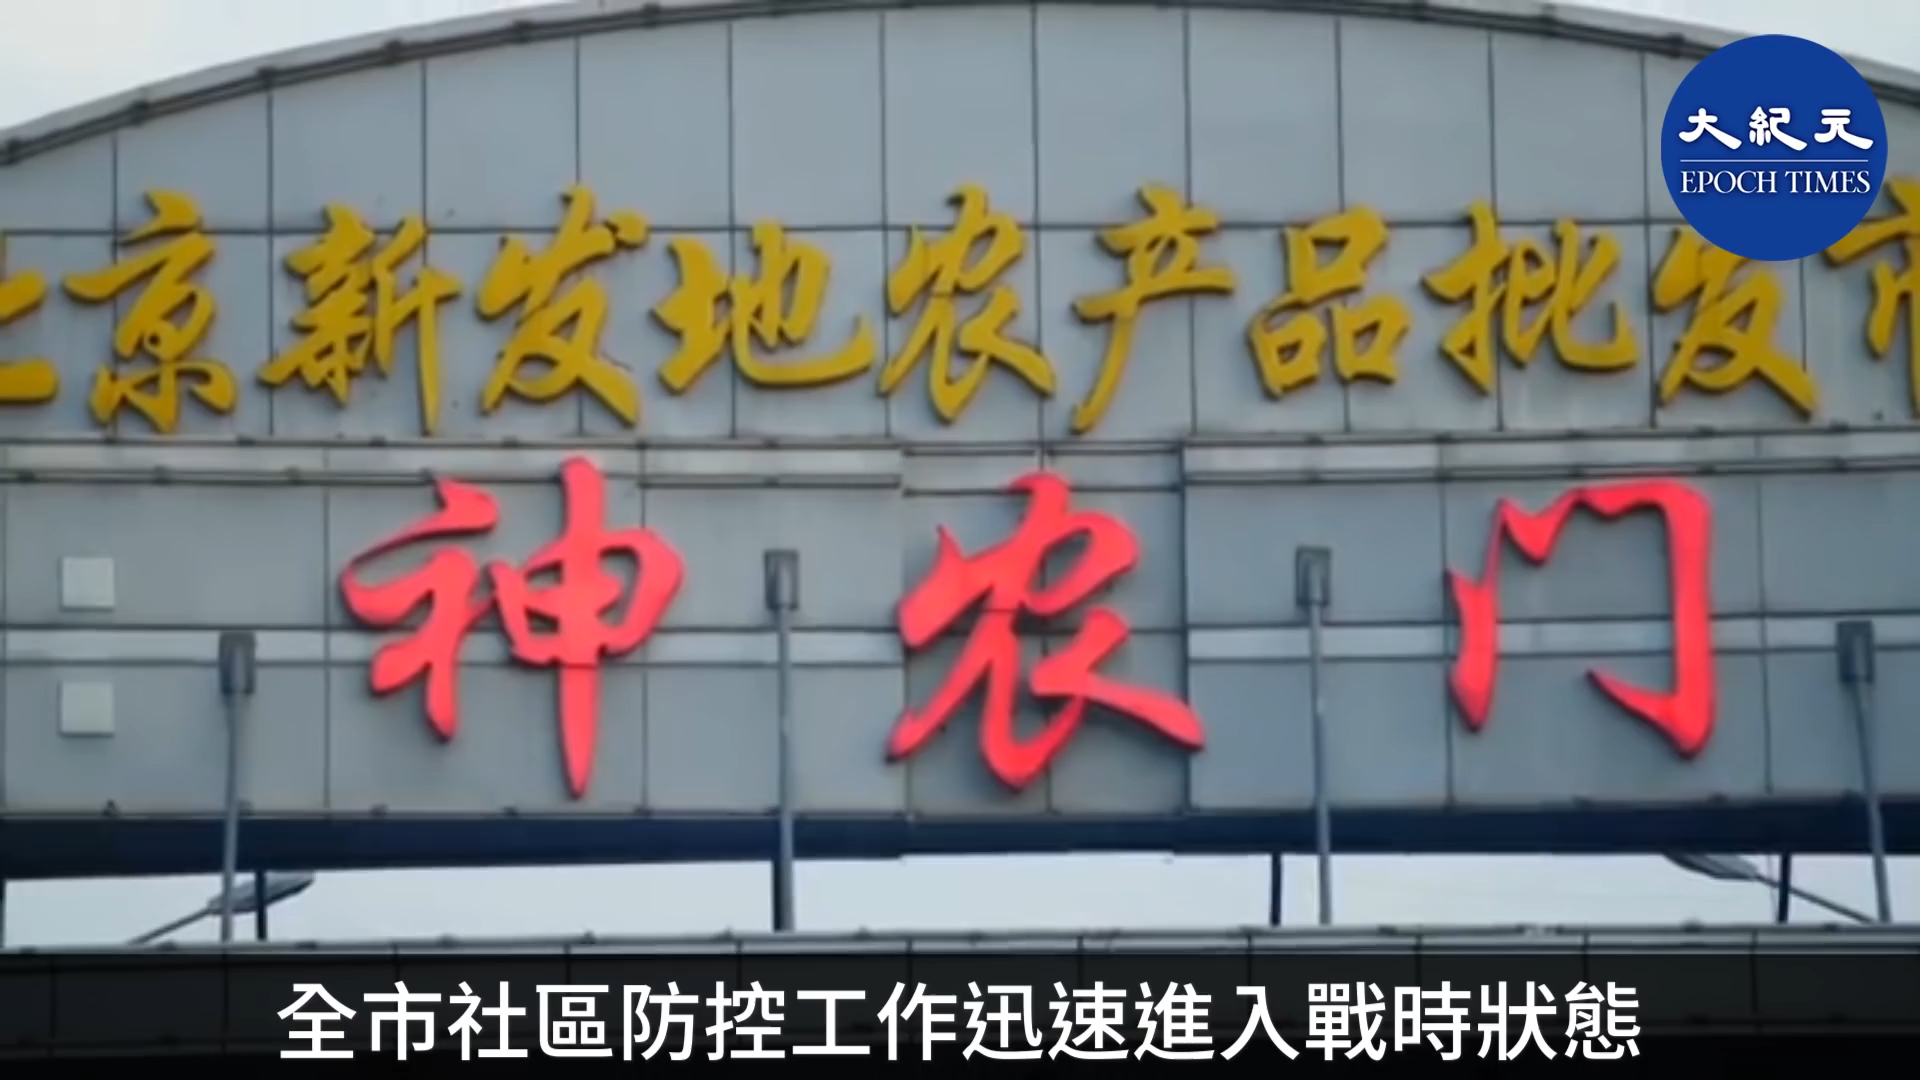 大紀元
EPOCH TIMES
京新发地农产品批发市
神农门
全市社區防控工作迅速進入戰時狀態